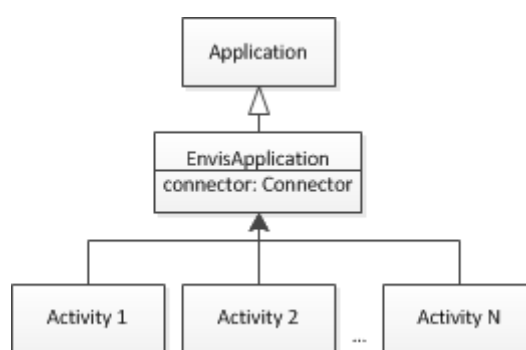 Application
EnvisApplication
connector: Connector
Activity 1
Activity 2
...
Activity N